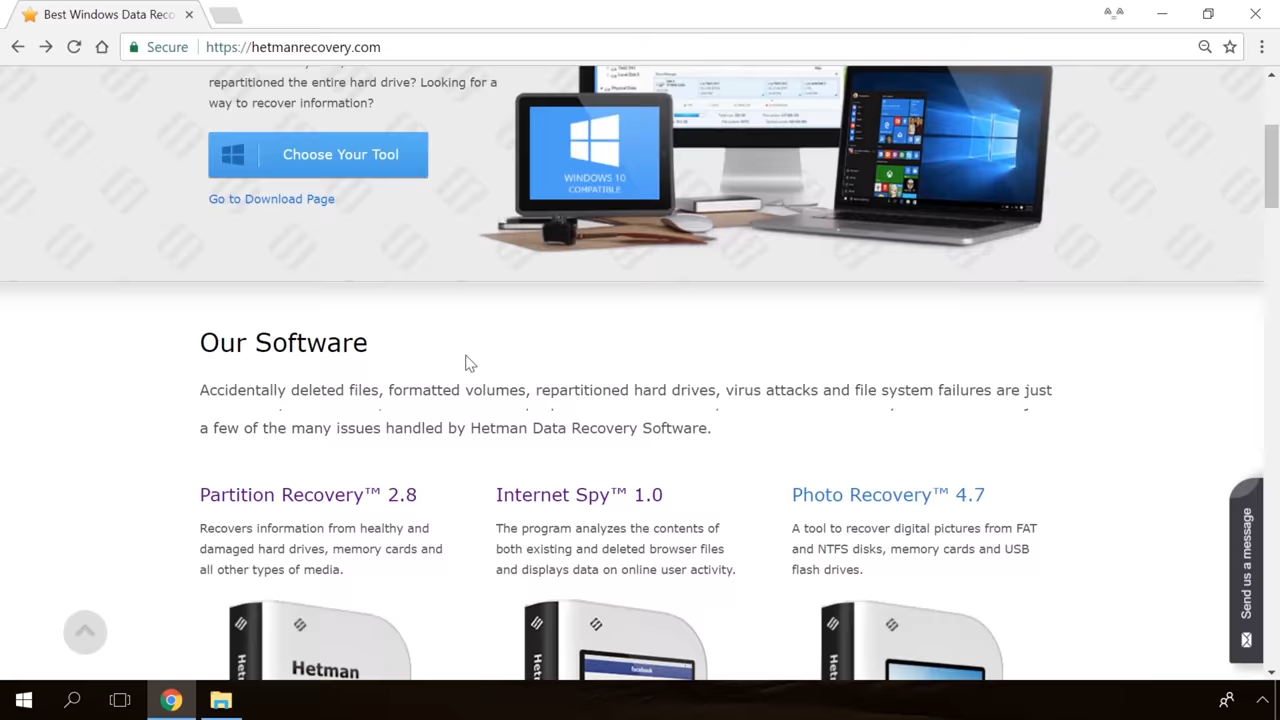 Best Windows Data Reco
Secure
https://hetmanrecovery.com
repartitioned the entire hard drive? Looking for a
way to recover information?
Choose Your Tool
Go to Download Page
WINDOWS 10
COMPATIBLE
Our Software
Accidentally deleted files, formatted volumes, repartitioned hard drives, virus attacks and file system failures are just
a few of the many issues handled by Hetman Data Recovery Software.
Partition Recovery™ 2.8
Internet Spy™ 1.0
Photo Recovery™ 4.7
Recovers information from healthy and
damaged hard drives, memory cards and
all other types of media.
The program analyzes the contents of
both existing and deleted browser files
and displays data on online user activity.
A tool to recover digital pictures from FAT
and NTFS disks, memory cards and USB
flash drives.
Hetman
facebook
Send us a message